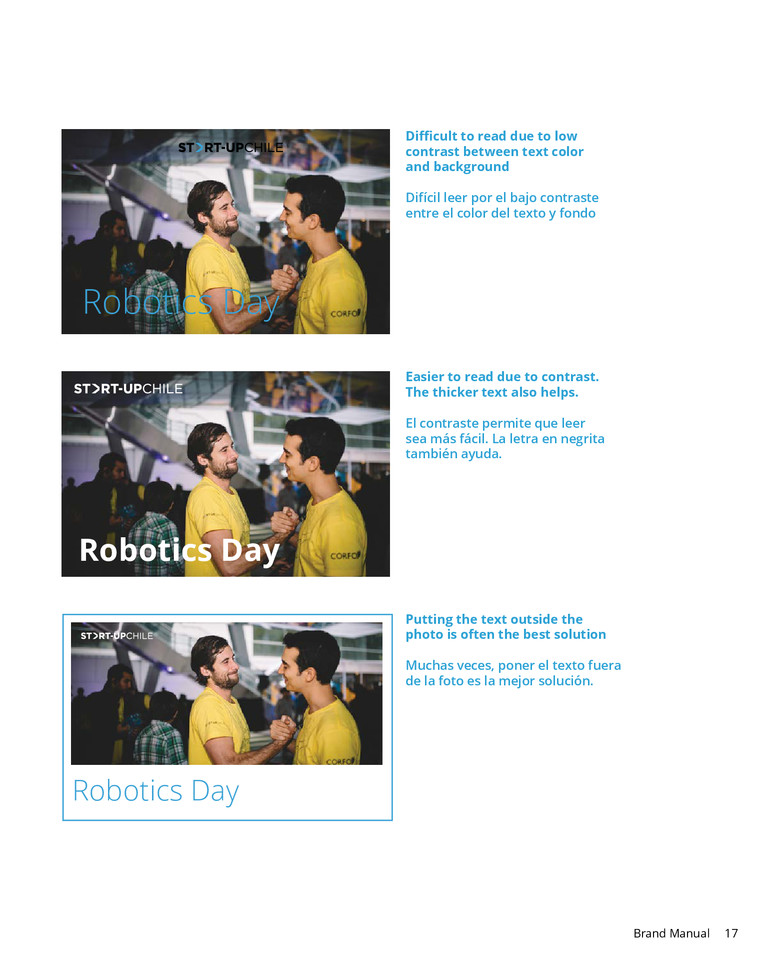 ST>RT-UPCHILE
Robotics Day
CORFO
Difficult to read due to low
contrast between text color
and background
Difícil leer por el bajo contraste
entre el color del texto y fondo
ST>RT-UPCHILE
Robotics Day
CORFO
Easier to read due to contrast.
The thicker text also helps.
El contraste permite que leer
sea más fácil. La letra en negrita
también ayuda.
ST>RT-UPCHILE
CORFO
Robotics Day
Putting the text outside the
photo is often the best solution
Muchas veces, poner el texto fuera
de la foto es la mejor solución.
Brand Manual 17